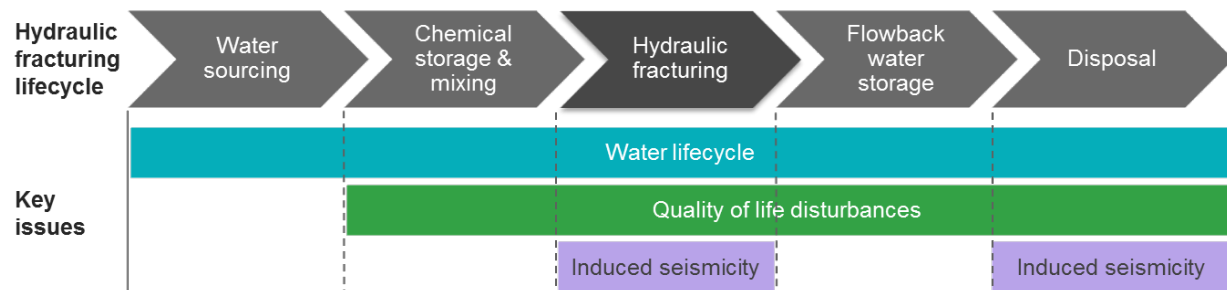 Hydraulic
fracturing
lifecycle
Water
sourcing
Chemical
storage &
mixing
Hydraulic
fracturing
Flowback
water
storage
Disposal
Key
issues
Water lifecycle
Quality of life disturbances
Induced seismicity
Induced seismicity